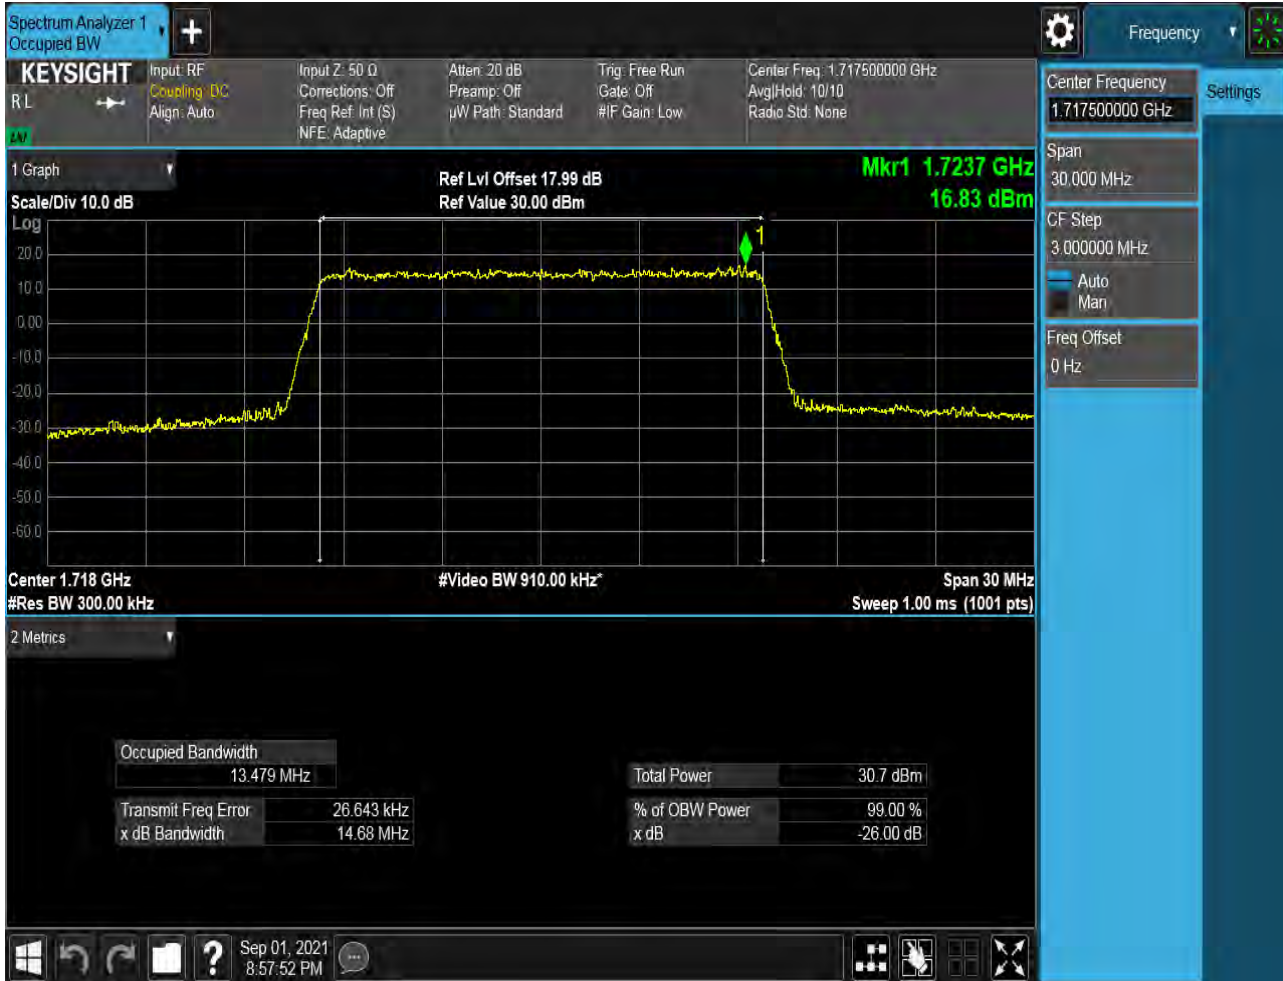 Spectrum Analyzer 1
Occupied BW
Frequency
KEYSIGHT
R L
LXI
Input: RF
Coupling: DC
Align: Auto
Input Z: 50 Ω
Corrections: Off
Freq Ref: Int (S)
NFE: Adaptive
Atten: 20 dB
Preamp: Off
µW Path: Standard
Trig: Free Run
Gate: Off
#IF Gain: Low
Center Freq: 1.717500000 GHz
Avg|Hold: 10/10
Radio Std: None
Center Frequency
1.717500000 GHz
Settings
Span
30.000 MHz
CF Step
3.000000 MHz
Auto
Man
Freq Offset
0 Hz
1 Graph
Scale/Div 10.0 dB
Ref Lvl Offset 17.99 dB
Ref Value 30.00 dBm
Mkr1 1.7237 GHz
16.83 dBm
Log
1
20.0
10.0
0.00
-10.0
-20.0
-30.0
-40.0
-50.0
-60.0
Center 1.718 GHz
#Res BW 300.00 kHz
#Video BW 910.00 kHz*
Span 30 MHz
Sweep 1.00 ms (1001 pts)
2 Metrics
Occupied Bandwidth
13.479 MHz
Transmit Freq Error 26.643 kHz
x dB Bandwidth 14.68 MHz
Total Power 30.7 dBm
% of OBW Power 99.00 %
x dB -26.00 dB
?
Sep 01, 2021
8:57:52 PM